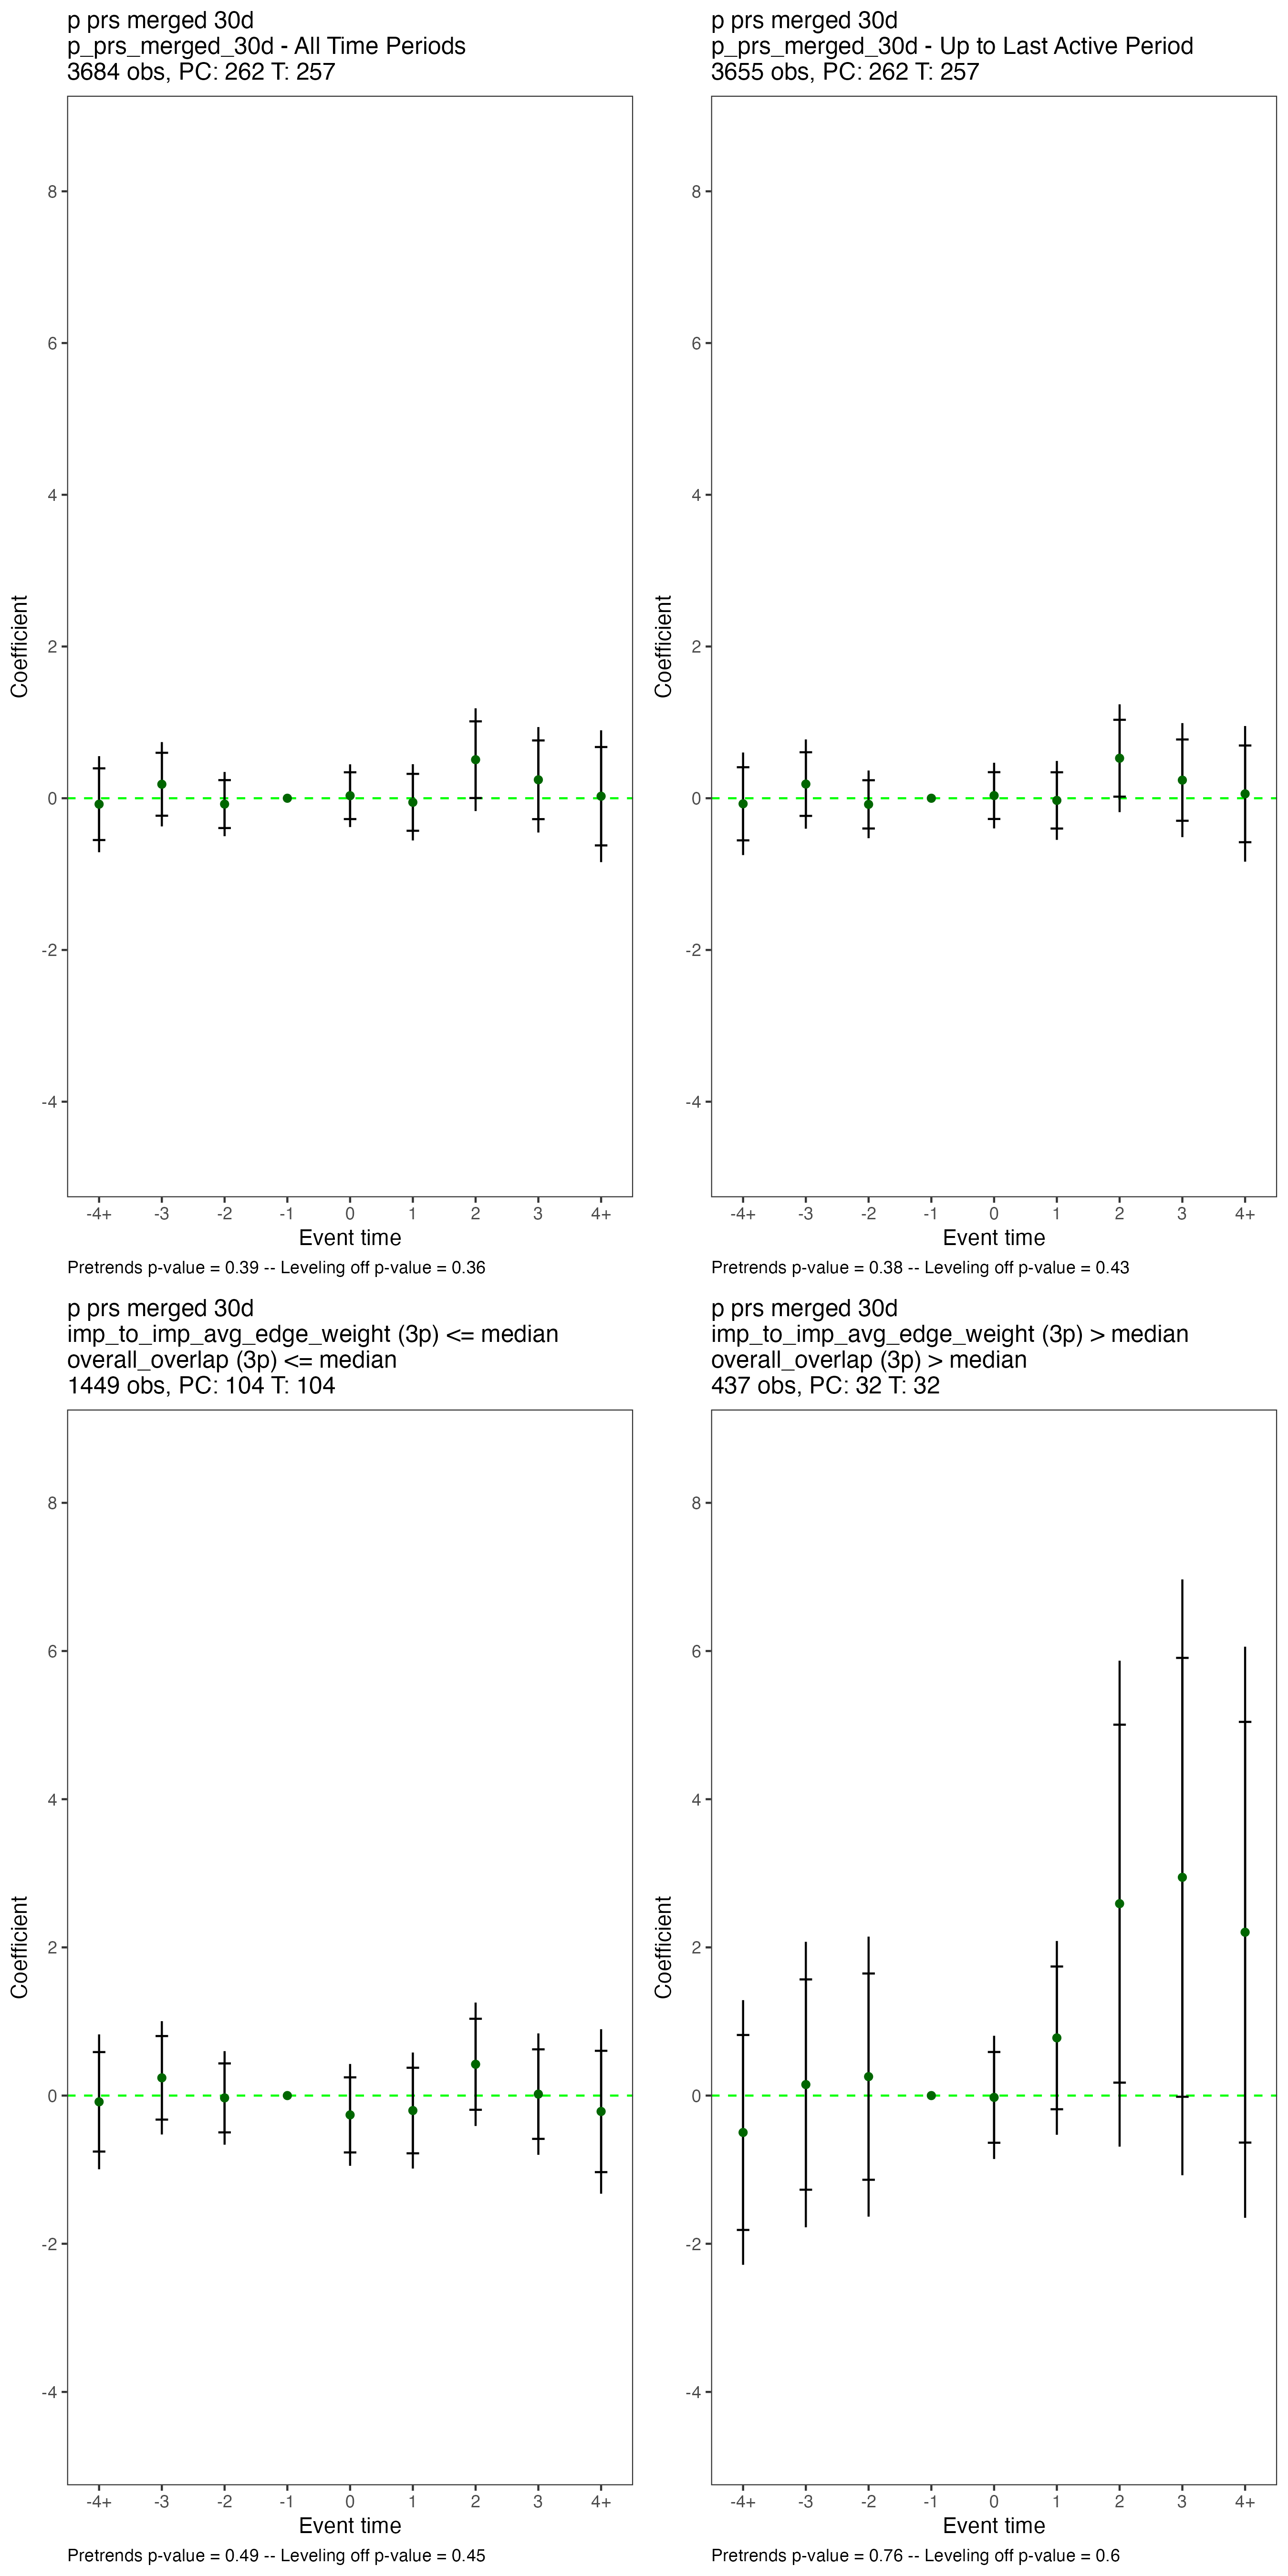 p prs merged 30d
p_prs_merged_30d - All Time Periods
3684 obs, PC: 262 T: 257
8
6
4
2
0
-2
-4
Coefficient
-4+ -3 -2 -1 0 1 2 3 4+
Event time
Pretrends p-value = 0.39 -- Leveling off p-value = 0.36
p prs merged 30d
p_prs_merged_30d - Up to Last Active Period
3655 obs, PC: 262 T: 257
8
6
4
2
0
-2
-4
Coefficient
-4+ -3 -2 -1 0 1 2 3 4+
Event time
Pretrends p-value = 0.38 -- Leveling off p-value = 0.43
p prs merged 30d
imp_to_imp_avg_edge_weight (3p) <= median
overall_overlap (3p) <= median
1449 obs, PC: 104 T: 104
8
6
4
2
0
-2
-4
Coefficient
-4+ -3 -2 -1 0 1 2 3 4+
Event time
Pretrends p-value = 0.49 -- Leveling off p-value = 0.45
p prs merged 30d
imp_to_imp_avg_edge_weight (3p) > median
overall_overlap (3p) > median
437 obs, PC: 32 T: 32
8
6
4
2
0
-2
-4
Coefficient
-4+ -3 -2 -1 0 1 2 3 4+
Event time
Pretrends p-value = 0.76 -- Leveling off p-value = 0.6